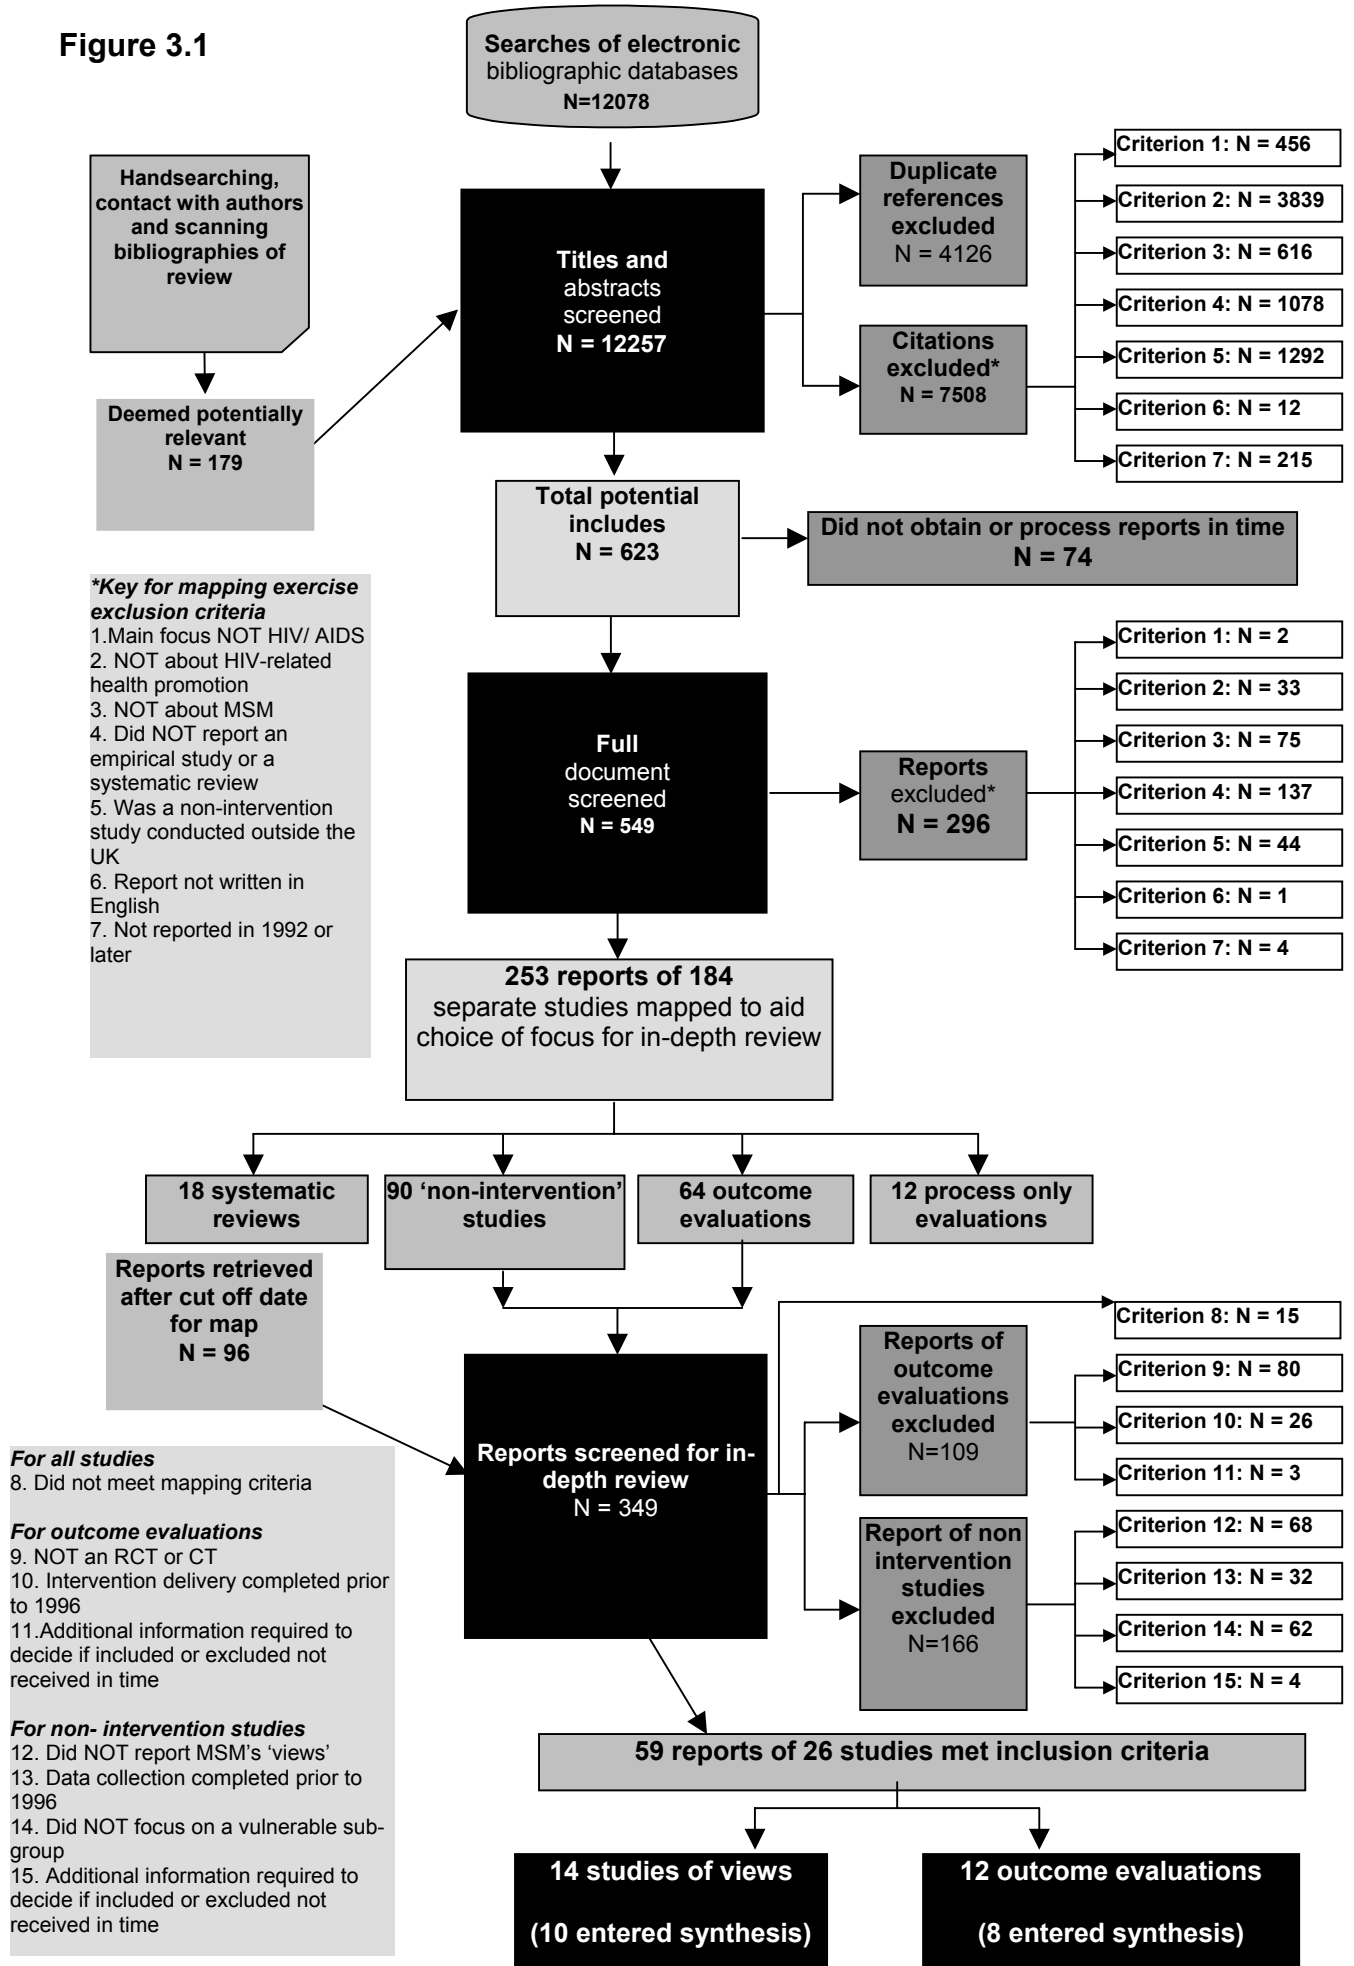 Figure 3.1
Searches of electronic
bibliographic databases
N=12078
Handsearching,
contact with authors
and scanning
bibliographies of
review
Deemed potentially
relevant
N = 179
Titles and
abstracts
screened
N = 12257
Duplicate
references
excluded
N = 4126
Citations
excluded*
N = 7508
Criterion 1: N = 456
Criterion 2: N = 3839
Criterion 3: N = 616
Criterion 4: N = 1078
Criterion 5: N = 1292
Criterion 6: N = 12
Criterion 7: N = 215
Total potential
includes
N = 623
Did not obtain or process reports in time
N = 74
*Key for mapping exercise
exclusion criteria
1.Main focus NOT HIV/ AIDS
2. NOT about HIV-related
health promotion
3. NOT about MSM
4. Did NOT report an
empirical study or a
systematic review
5. Was a non-intervention
study conducted outside the
UK
6. Report not written in
English
7. Not reported in 1992 or
later
Full
document
screened
N = 549
Reports
excluded*
N = 296
Criterion 1: N = 2
Criterion 2: N = 33
Criterion 3: N = 75
Criterion 4: N = 137
Criterion 5: N = 44
Criterion 6: N = 1
Criterion 7: N = 4
253 reports of 184
separate studies mapped to aid
choice of focus for in-depth review
18 systematic
reviews
90 ‘non-intervention’
studies
64 outcome
evaluations
12 process only
evaluations
Reports retrieved
after cut off date
for map
N = 96
Reports screened for in-
depth review
N = 349
Reports of
outcome
evaluations
excluded
N=109
Report of non
intervention
studies
excluded
N=166
Criterion 8: N = 15
Criterion 9: N = 80
Criterion 10: N = 26
Criterion 11: N = 3
Criterion 12: N = 68
Criterion 13: N = 32
Criterion 14: N = 62
Criterion 15: N = 4
For all studies
8. Did not meet mapping criteria
For outcome evaluations
9. NOT an RCT or CT
10. Intervention delivery completed prior
to 1996
11.Additional information required to
decide if included or excluded not
received in time
For non- intervention studies
12. Did NOT report MSM’s ‘views’
13. Data collection completed prior to
1996
14. Did NOT focus on a vulnerable sub-
group
15. Additional information required to
decide if included or excluded not
received in time
59 reports of 26 studies met inclusion criteria
14 studies of views
(10 entered synthesis)
12 outcome evaluations
(8 entered synthesis)